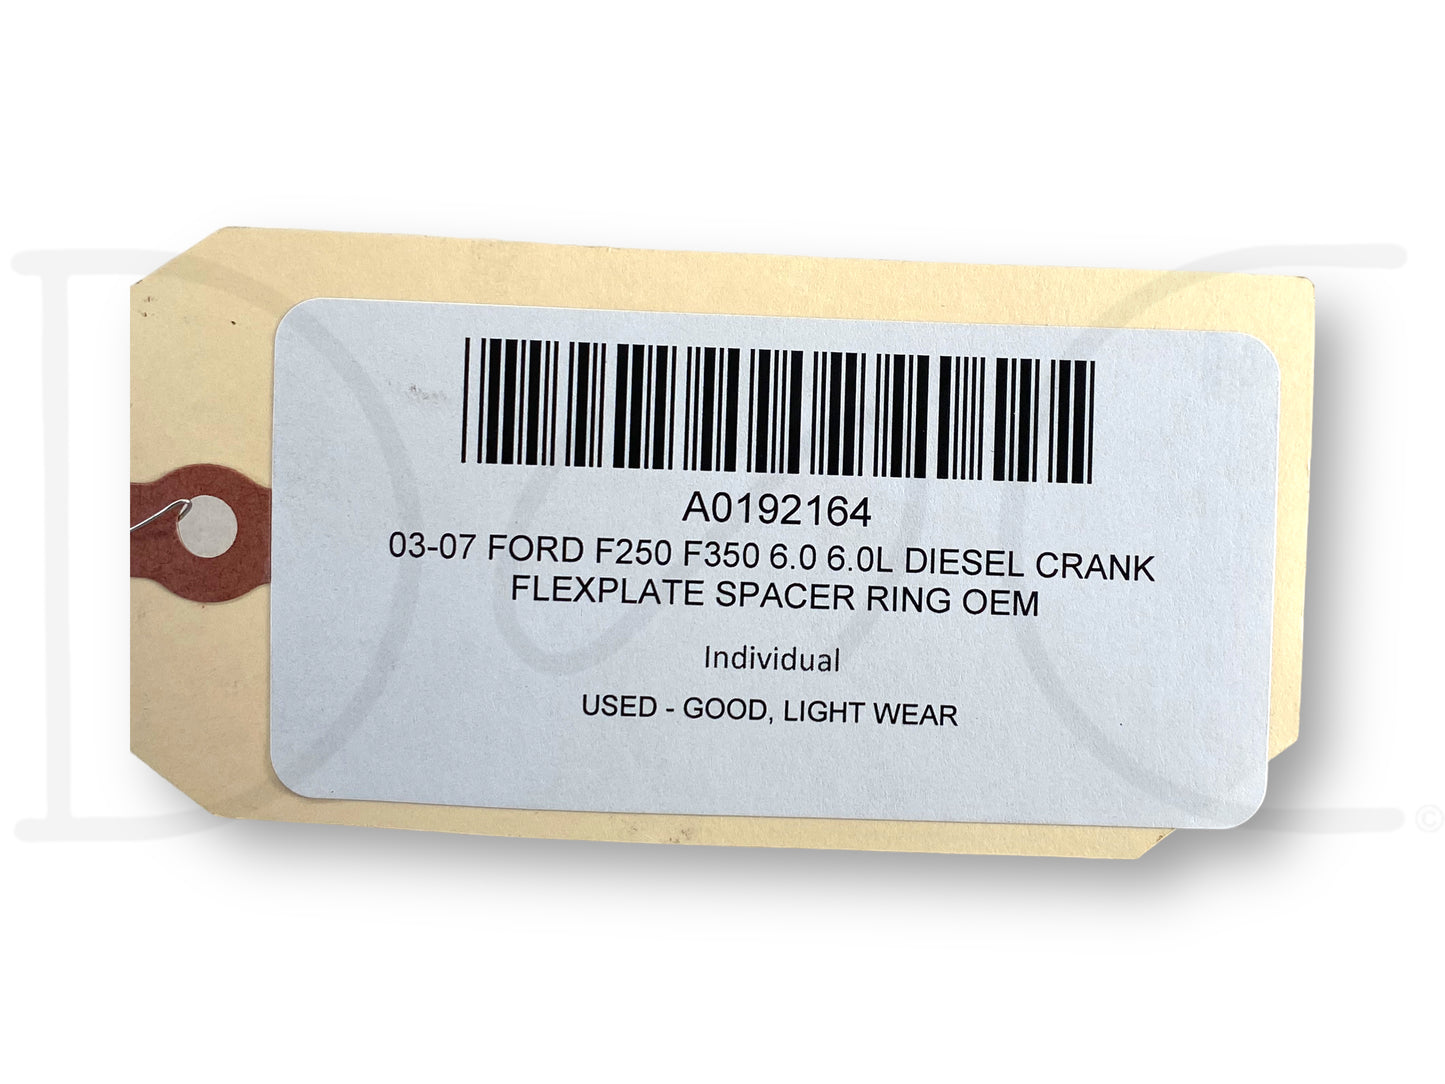 A0192164
03-07 FORD F250 F350 6.0 6.0L DIESEL CRANK
FLEXPLATE SPACER RING OEM
Individual
USED - GOOD, LIGHT WEAR
©